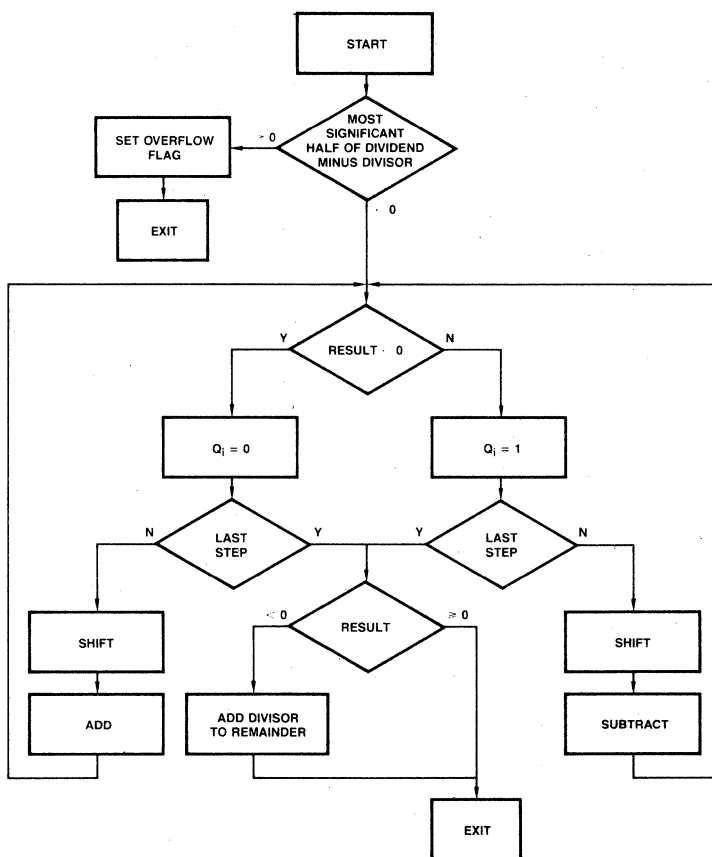 START
MOST
SIGNIFICANT
HALF OF DIVIDEND
MINUS DIVISOR
≥ 0
SET OVERFLOW
FLAG
EXIT
0
RESULT 0
Y
N
Qi = 0
Qi = 1
N
LAST
STEP
Y
Y
LAST
STEP
N
SHIFT
< 0
RESULT
≥ 0
SHIFT
ADD
ADD DIVISOR
TO REMAINDER
SUBTRACT
EXIT